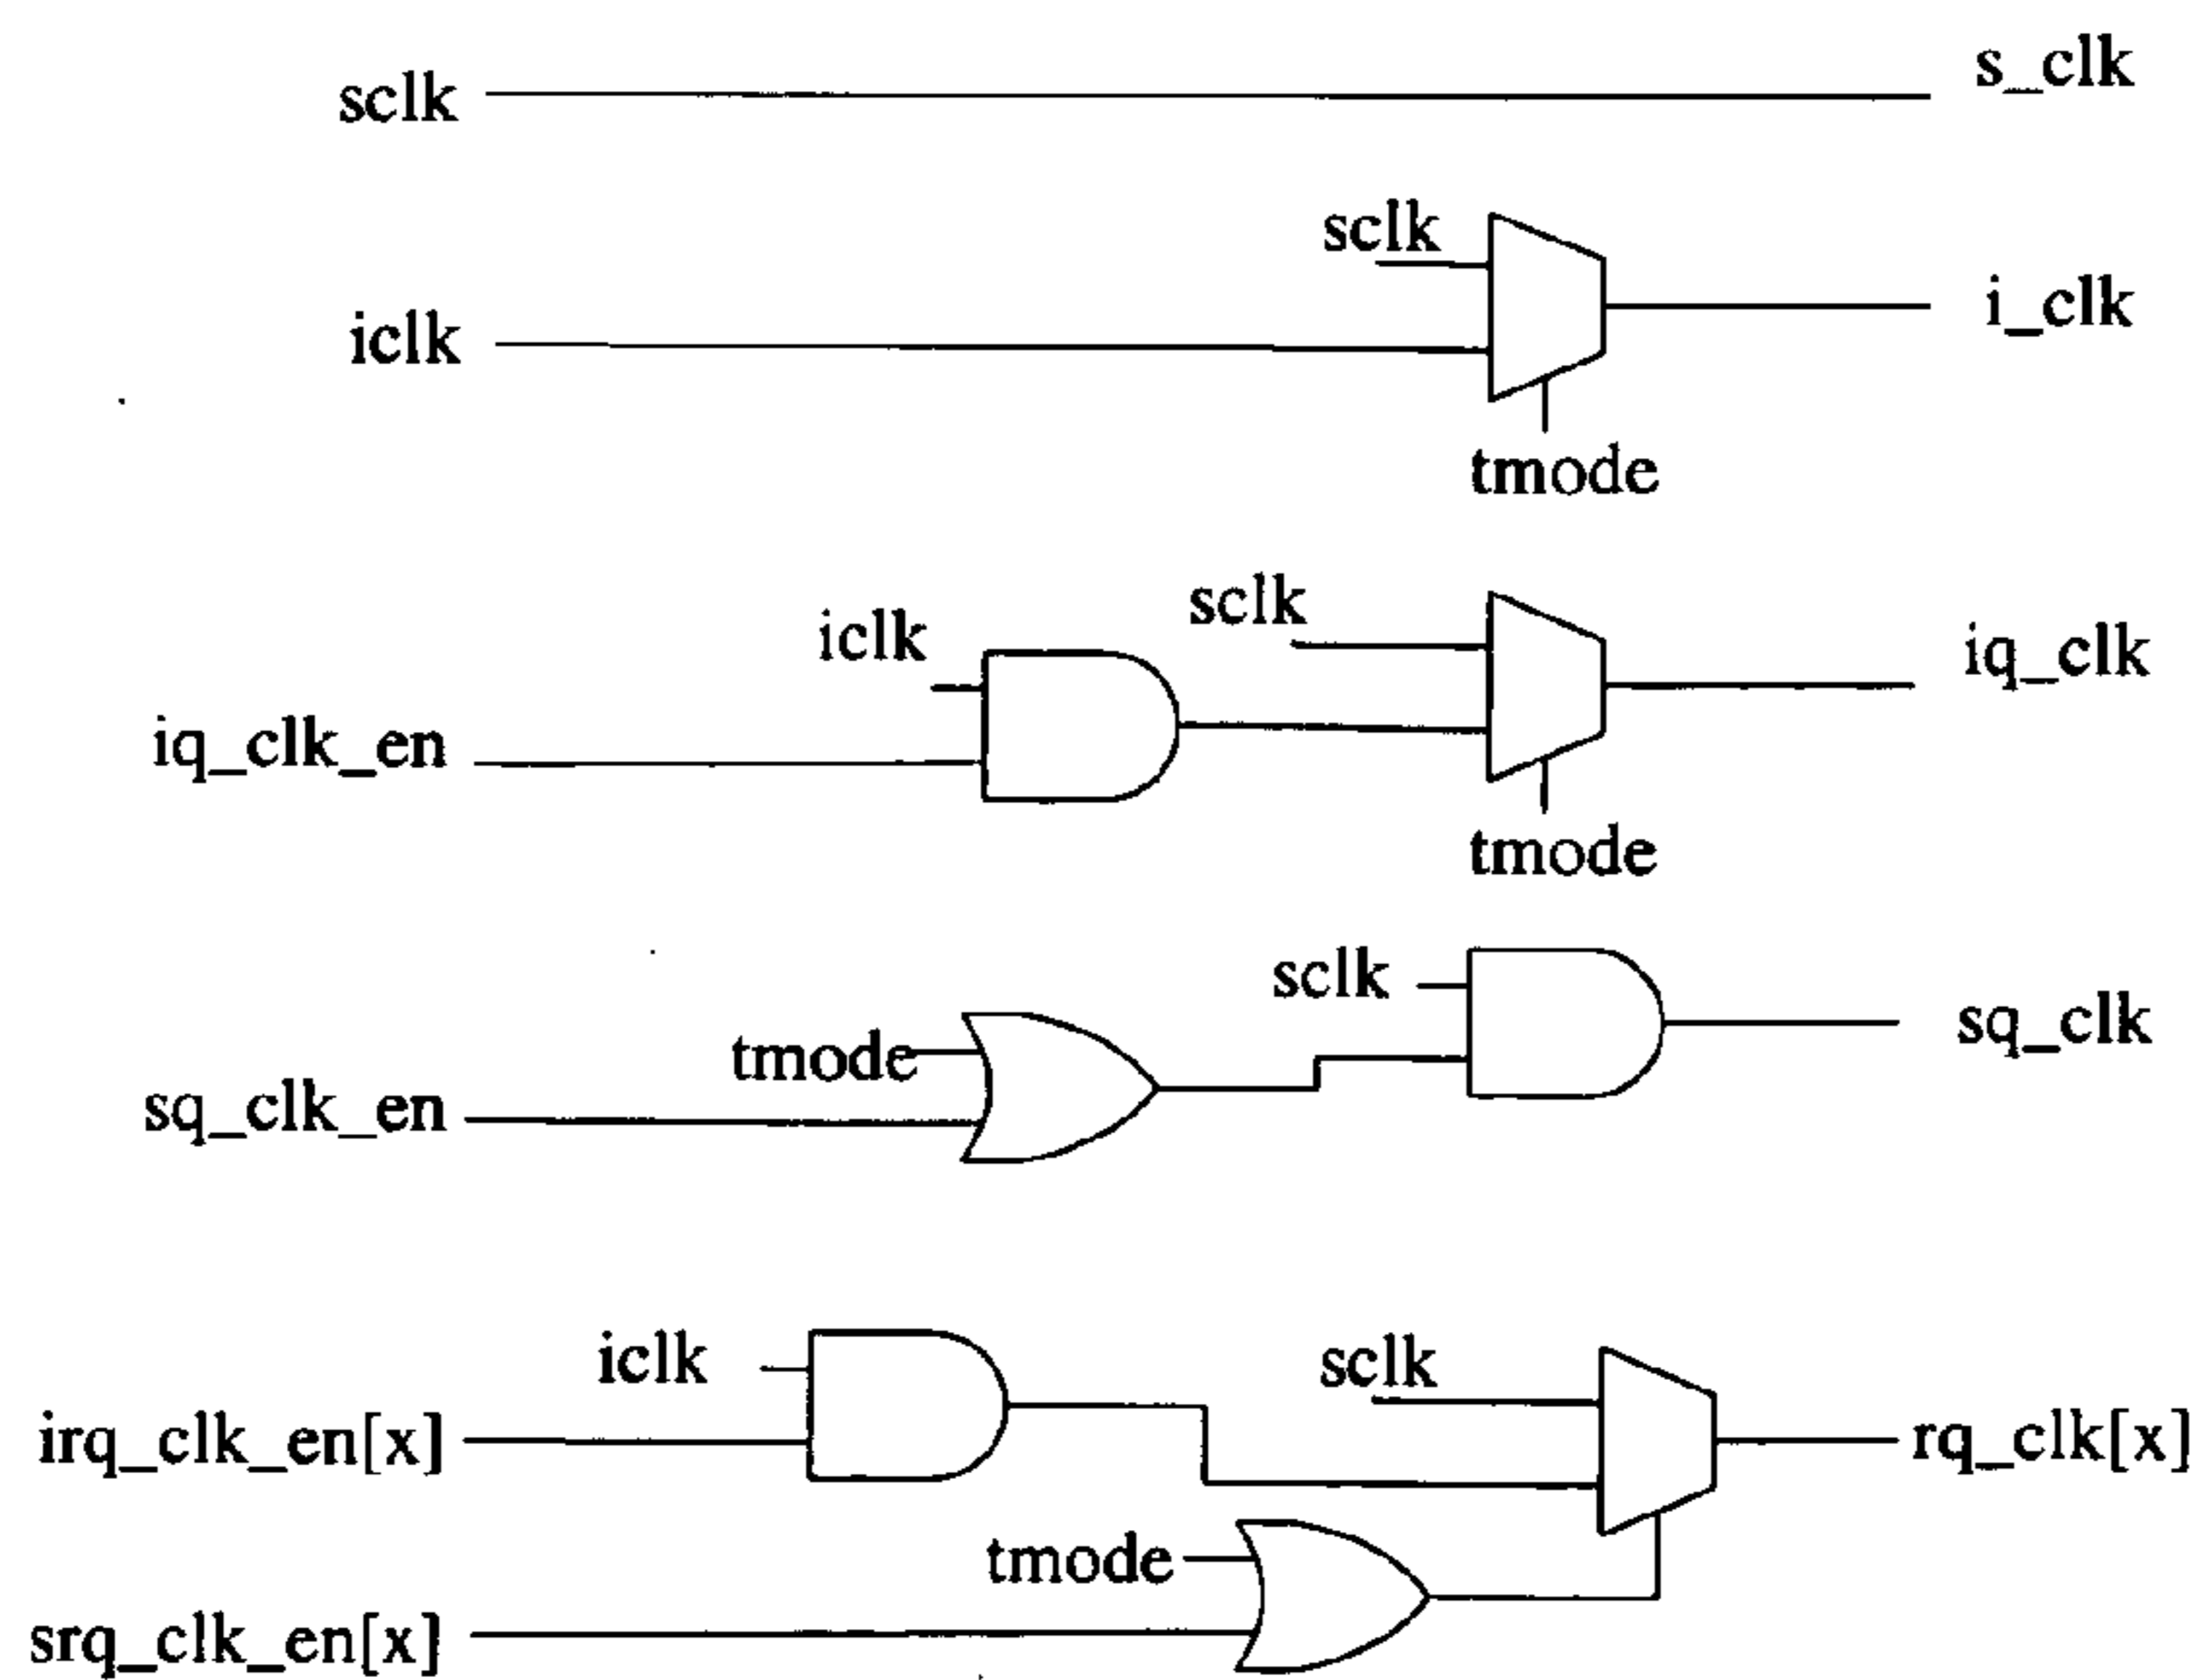 sclk
s_clk
sclk
iclk
i_clk
tmode
iclk
sclk
iq_clk_en
iq_clk
tmode
sclk
tmode
sq_clk_en
sq_clk
iclk
sclk
irq_clk_en[x]
rq_clk[x]
tmode
srq_clk_en[x]